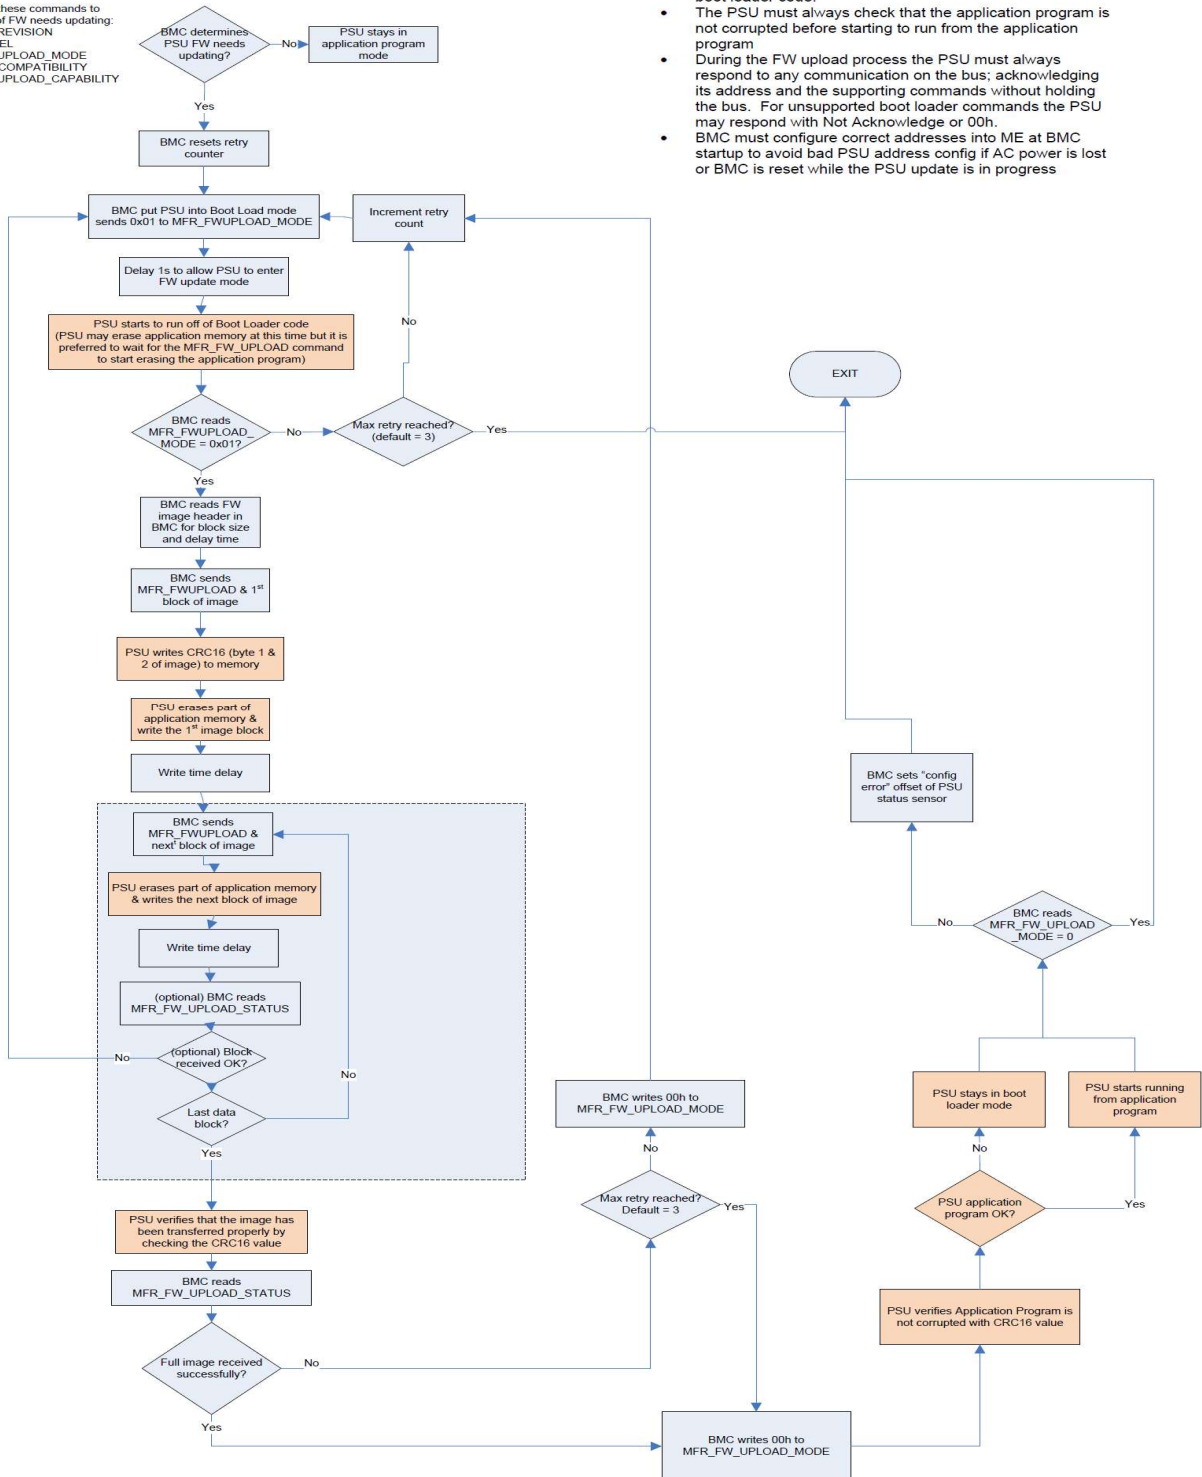 these commands to
of FW needs updating:
REVISION
EL
UPLOAD_MODE
COMPATIBILITY
UPLOAD_CAPABILITY
BMC determines
PSU FW needs
updating?
No
PSU stays in
application program
mode
boot loader code.
• The PSU must always check that the application program is
not corrupted before starting to run from the application
program
• During the FW upload process the PSU must always
respond to any communication on the bus; acknowledging
its address and the supporting commands without holding
the bus. For unsupported boot loader commands the PSU
may respond with Not Acknowledge or 00h.
• BMC must configure correct addresses into ME at BMC
startup to avoid bad PSU address config if AC power is lost
or BMC is reset while the PSU update is in progress
Yes
BMC resets retry
counter
BMC put PSU into Boot Load mode
sends 0x01 to MFR_FWUPLOAD_MODE
Increment retry
count
Delay 1s to allow PSU to enter
FW update mode
PSU starts to run off of Boot Loader code
(PSU may erase application memory at this time but it is
preferred to wait for the MFR_FW_UPLOAD command
to start erasing the application program)
No
EXIT
BMC reads
MFR_FWUPLOAD_
MODE = 0x01?
No
Max retry reached?
(default = 3)
Yes
Yes
BMC reads FW
image header in
BMC for block size
and delay time
BMC sends
MFR_FWUPLOAD & 1st
block of image
PSU writes CRC16 (byte 1 &
2 of image) to memory
PSU erases part of
application memory &
write the 1st image block
Write time delay
BMC sets "config
error" offset of PSU
status sensor
BMC sends
MFR_FWUPLOAD &
next block of image
PSU erases part of application memory
& writes the next block of image
Write time delay
No
BMC reads
MFR_FW_UPLOAD
_MODE = 0
Yes
(optional) BMC reads
MFR_FW_UPLOAD_STATUS
No
(optional) Block
received OK?
No
Last data
block?
Yes
BMC writes 00h to
MFR_FW_UPLOAD_MODE
PSU stays in boot
loader mode
PSU starts running
from application
program
No
No
Max retry reached?
Default = 3
Yes
PSU application
program OK?
Yes
PSU verifies that the image has
been transferred properly by
checking the CRC16 value
BMC reads
MFR_FW_UPLOAD_STATUS
PSU verifies Application Program is
not corrupted with CRC16 value
Full image received
successfully?
No
Yes
BMC writes 00h to
MFR_FW_UPLOAD_MODE